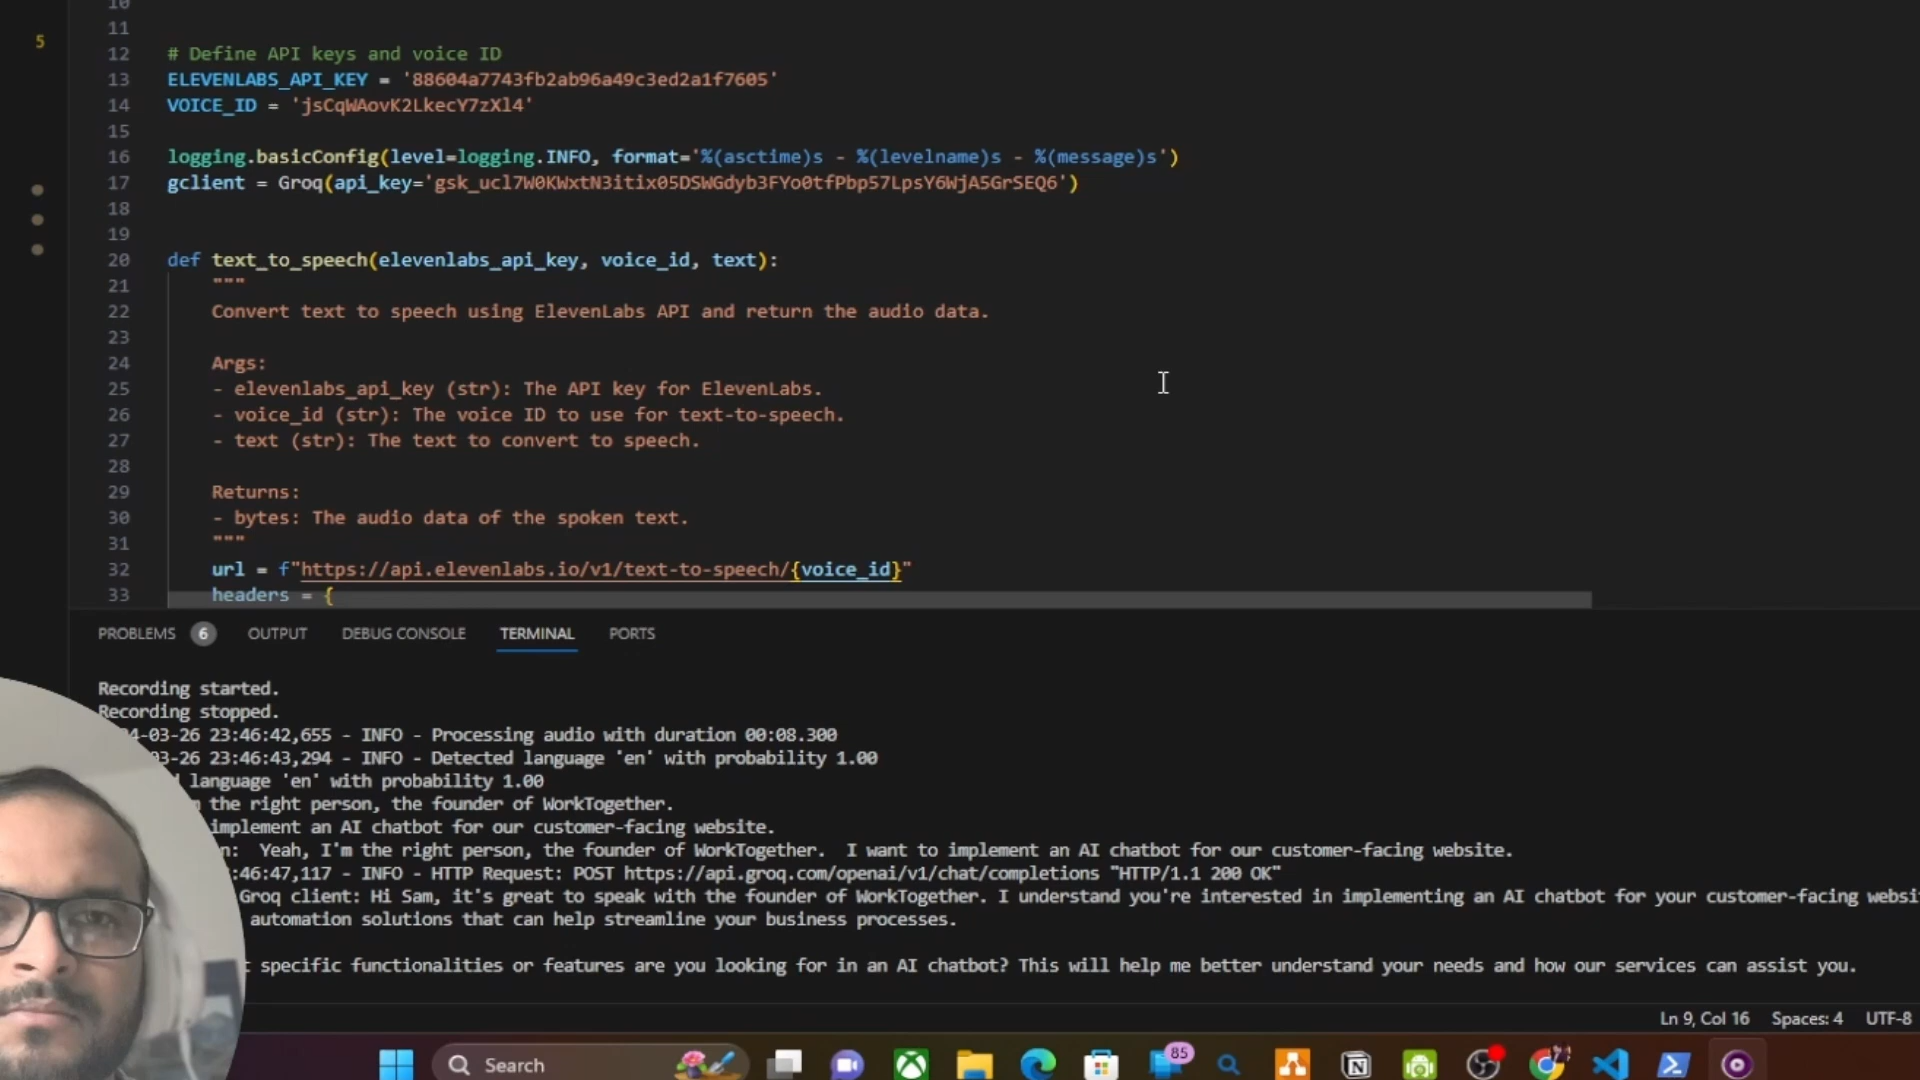 10
11
5
12 # Define API keys and voice ID
13 ELEVENLABS_API_KEY = '88604a7743fb2ab96a49c3ed2a1f7605'
14 VOICE_ID = 'jsCqWAovK2LkecY7zXl4'
15
16 logging.basicConfig(level=logging.INFO, format='%(asctime)s - %(levelname)s - %(message)s')
17 gclient = Groq(api_key='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')
18
19
20 def text_to_speech(elevenlabs_api_key, voice_id, text):
21 """
22 Convert text to speech using ElevenLabs API and return the audio data.
23
24 Args:
25 - elevenlabs_api_key (str): The API key for ElevenLabs.
26 - voice_id (str): The voice ID to use for text-to-speech.
27 - text (str): The text to convert to speech.
28
29 Returns:
30 - bytes: The audio data of the spoken text.
31 """
32 url = f"https://api.elevenlabs.io/v1/text-to-speech/{voice_id}"
33 headers = {
PROBLEMS 6 OUTPUT DEBUG CONSOLE TERMINAL PORTS
Recording started.
Recording stopped.
4-03-26 23:46:42,655 - INFO - Processing audio with duration 00:08.300
3-26 23:46:43,294 - INFO - Detected language 'en' with probability 1.00
language 'en' with probability 1.00
the right person, the founder of WorkTogether.
implement an AI chatbot for our customer-facing website.
n: Yeah, I'm the right person, the founder of WorkTogether. I want to implement an AI chatbot for our customer-facing website.
:46:47,117 - INFO - HTTP Request: POST https://api.groq.com/openai/v1/chat/completions "HTTP/1.1 200 OK"
Groq client: Hi Sam, it's great to speak with the founder of WorkTogether. I understand you're interested in implementing an AI chatbot for your customer-facing websi
automation solutions that can help streamline your business processes.
t specific functionalities or features are you looking for in an AI chatbot? This will help me better understand your needs and how our services can assist you.
Ln 9, Col 16 Spaces: 4 UTF-8
Search 85